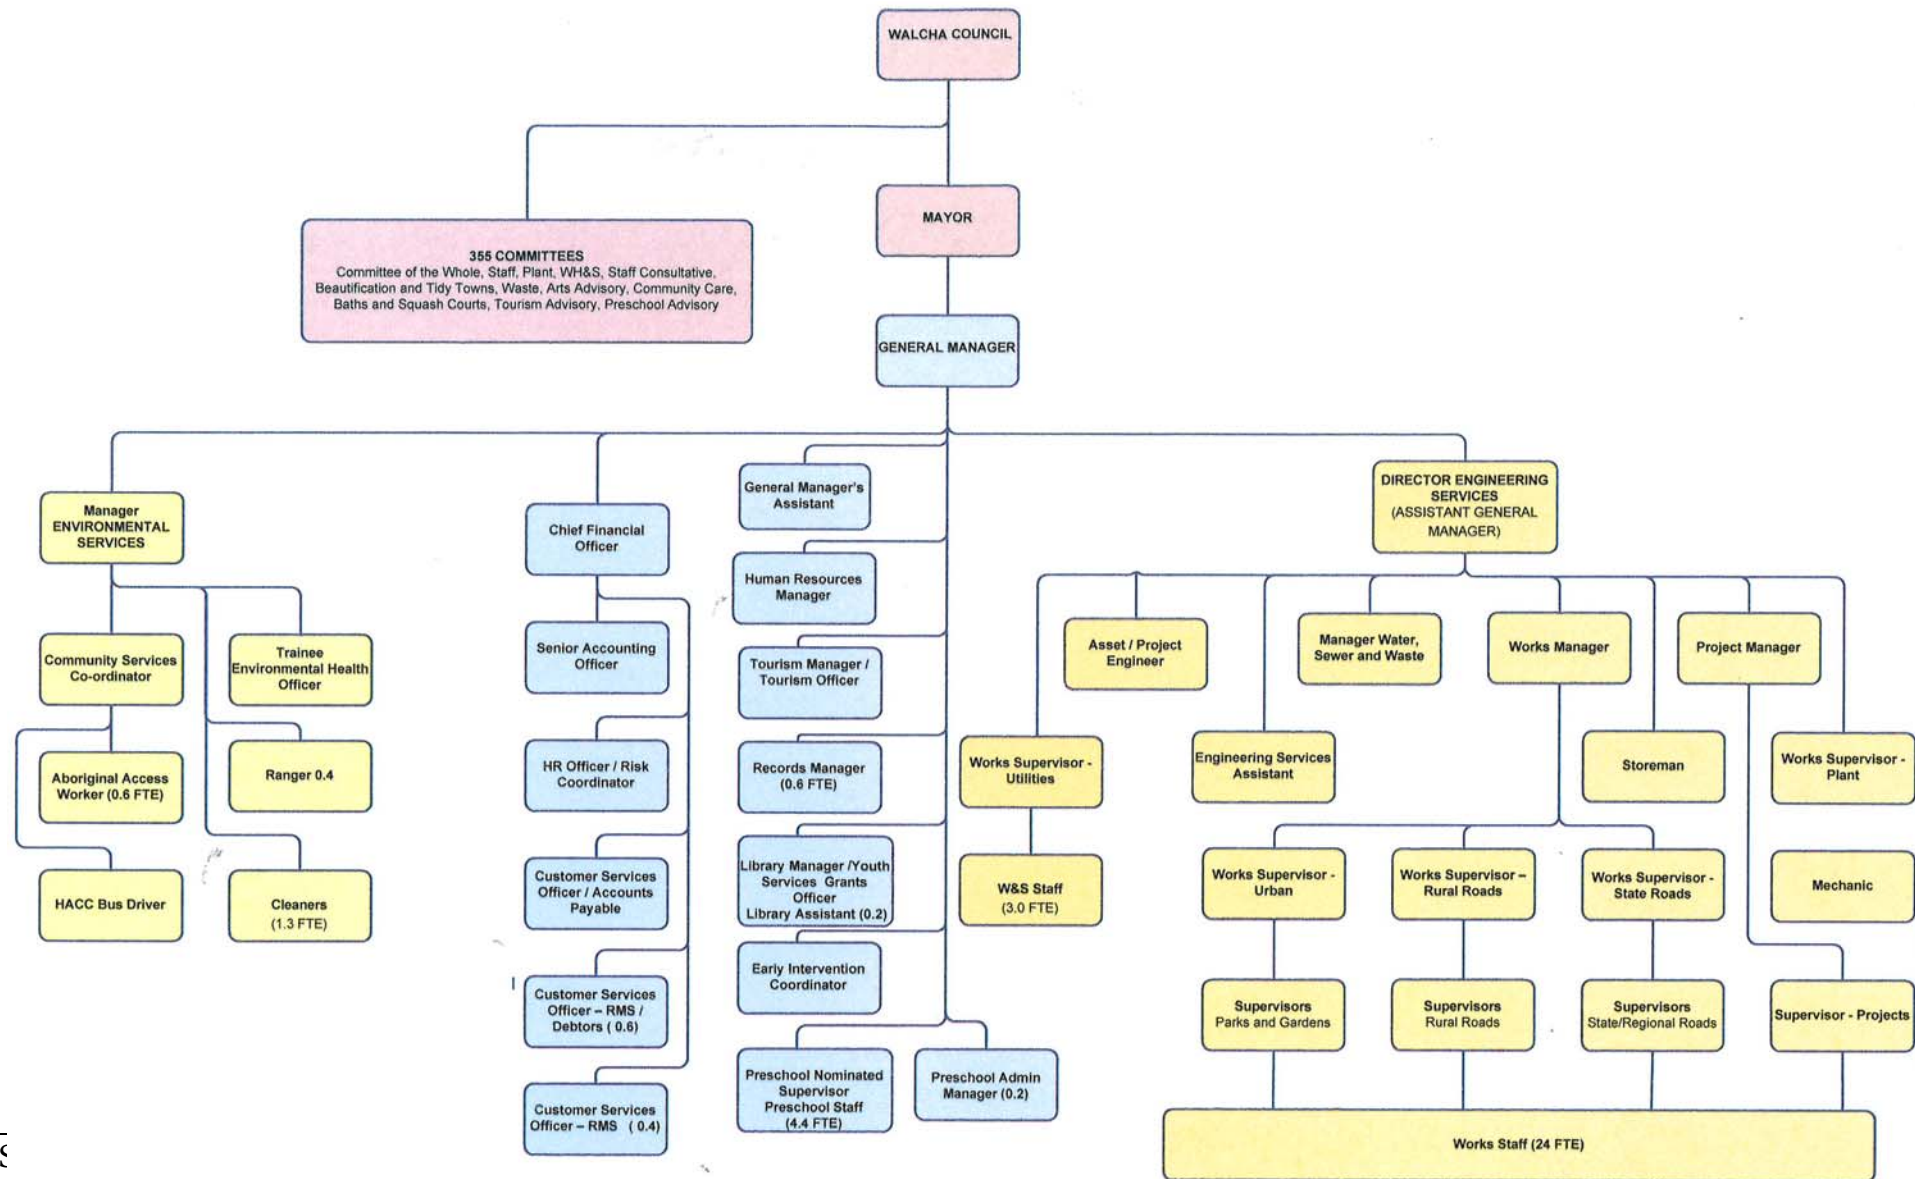 WALCHA COUNCIL
MAYOR
355 COMMITTEES
Committee of the Whole, Staff, Plant, WH&S, Staff Consultative,
Beautification and Tidy Towns, Waste, Arts Advisory, Community Care,
Baths and Squash Courts, Tourism Advisory, Preschool Advisory
GENERAL MANAGER
Manager
ENVIRONMENTAL
SERVICES
Community Services
Co-ordinator
Trainee
Environmental Health
Officer
Aboriginal Access
Worker (0.6 FTE)
Ranger 0.4
HACC Bus Driver
Cleaners
(1.3 FTE)
Chief Financial
Officer
Senior Accounting
Officer
HR Officer / Risk
Coordinator
Customer Services
Officer / Accounts
Payable
Customer Services
Officer – RMS /
Debtors ( 0.6)
Customer Services
Officer – RMS ( 0.4)
General Manager's
Assistant
Human Resources
Manager
Tourism Manager /
Tourism Officer
Records Manager
(0.6 FTE)
Library Manager /Youth
Services Grants
Officer
Library Assistant (0.2)
Early Intervention
Coordinator
Preschool Nominated
Supervisor
Preschool Staff
(4.4 FTE)
Preschool Admin
Manager (0.2)
DIRECTOR ENGINEERING
SERVICES
(ASSISTANT GENERAL
MANAGER)
Asset / Project
Engineer
Manager Water,
Sewer and Waste
Works Manager
Project Manager
Works Supervisor -
Utilities
Engineering Services
Assistant
Storeman
Works Supervisor -
Plant
W&S Staff
(3.0 FTE)
Works Supervisor -
Urban
Works Supervisor –
Rural Roads
Works Supervisor -
State Roads
Mechanic
Supervisors
Parks and Gardens
Supervisors
Rural Roads
Supervisors
State/Regional Roads
Supervisor - Projects
Works Staff (24 FTE)